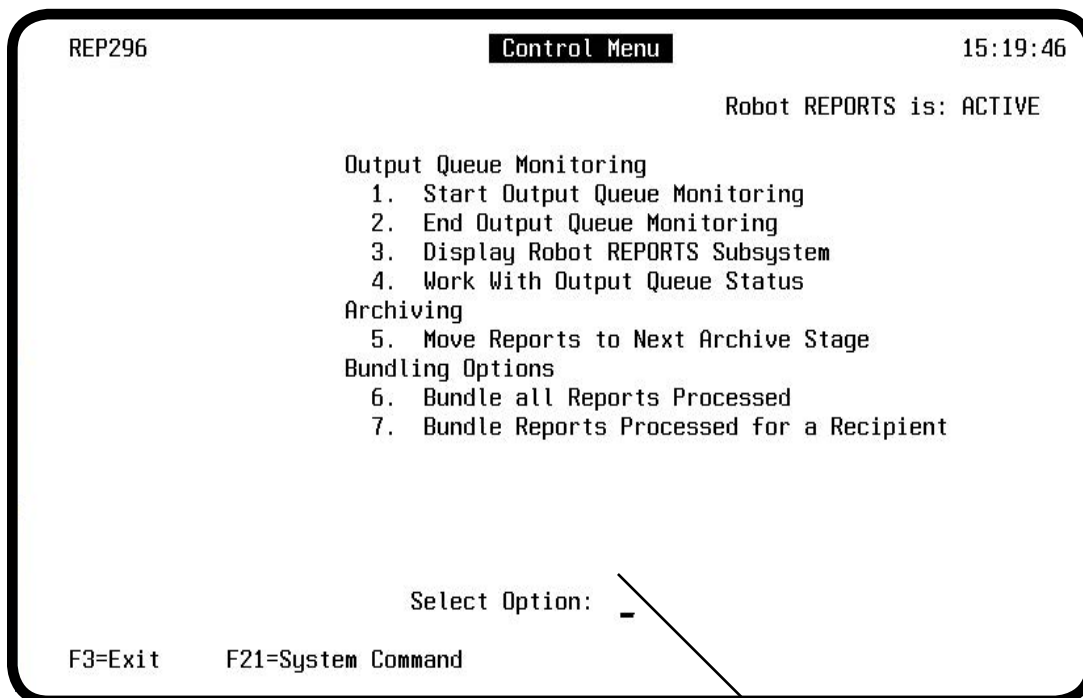 REP296 Control Menu 15:19:46
Robot REPORTS is: ACTIVE
Output Queue Monitoring
1. Start Output Queue Monitoring
2. End Output Queue Monitoring
3. Display Robot REPORTS Subsystem
4. Work With Output Queue Status
Archiving
5. Move Reports to Next Archive Stage
Bundling Options
6. Bundle all Reports Processed
7. Bundle Reports Processed for a Recipient
Select Option: _
F3=Exit F21=System Command